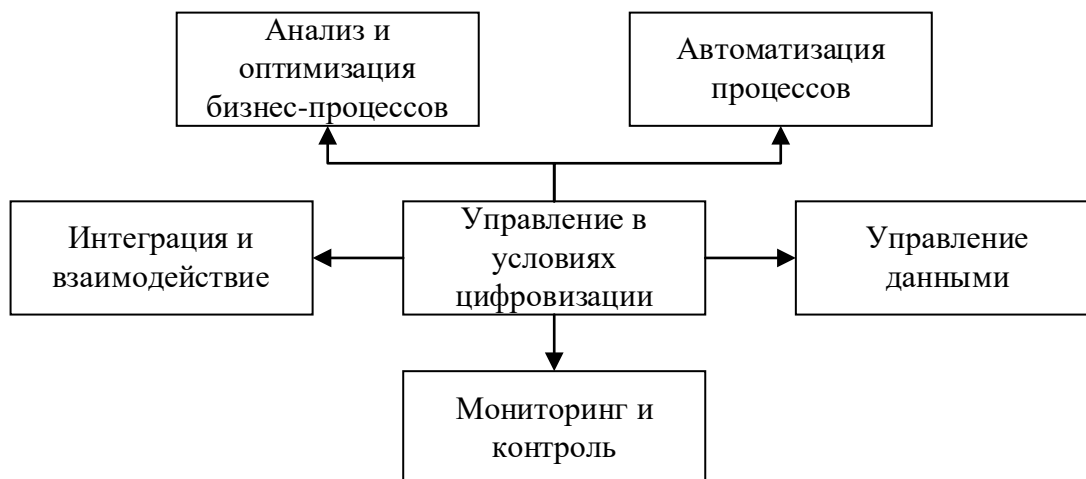 Анализ и
оптимизация
бизнес-процессов
Автоматизация
процессов
Интеграция и
взаимодействие
Управление в
условиях
цифровизации
Управление
данными
Мониторинг и
контроль